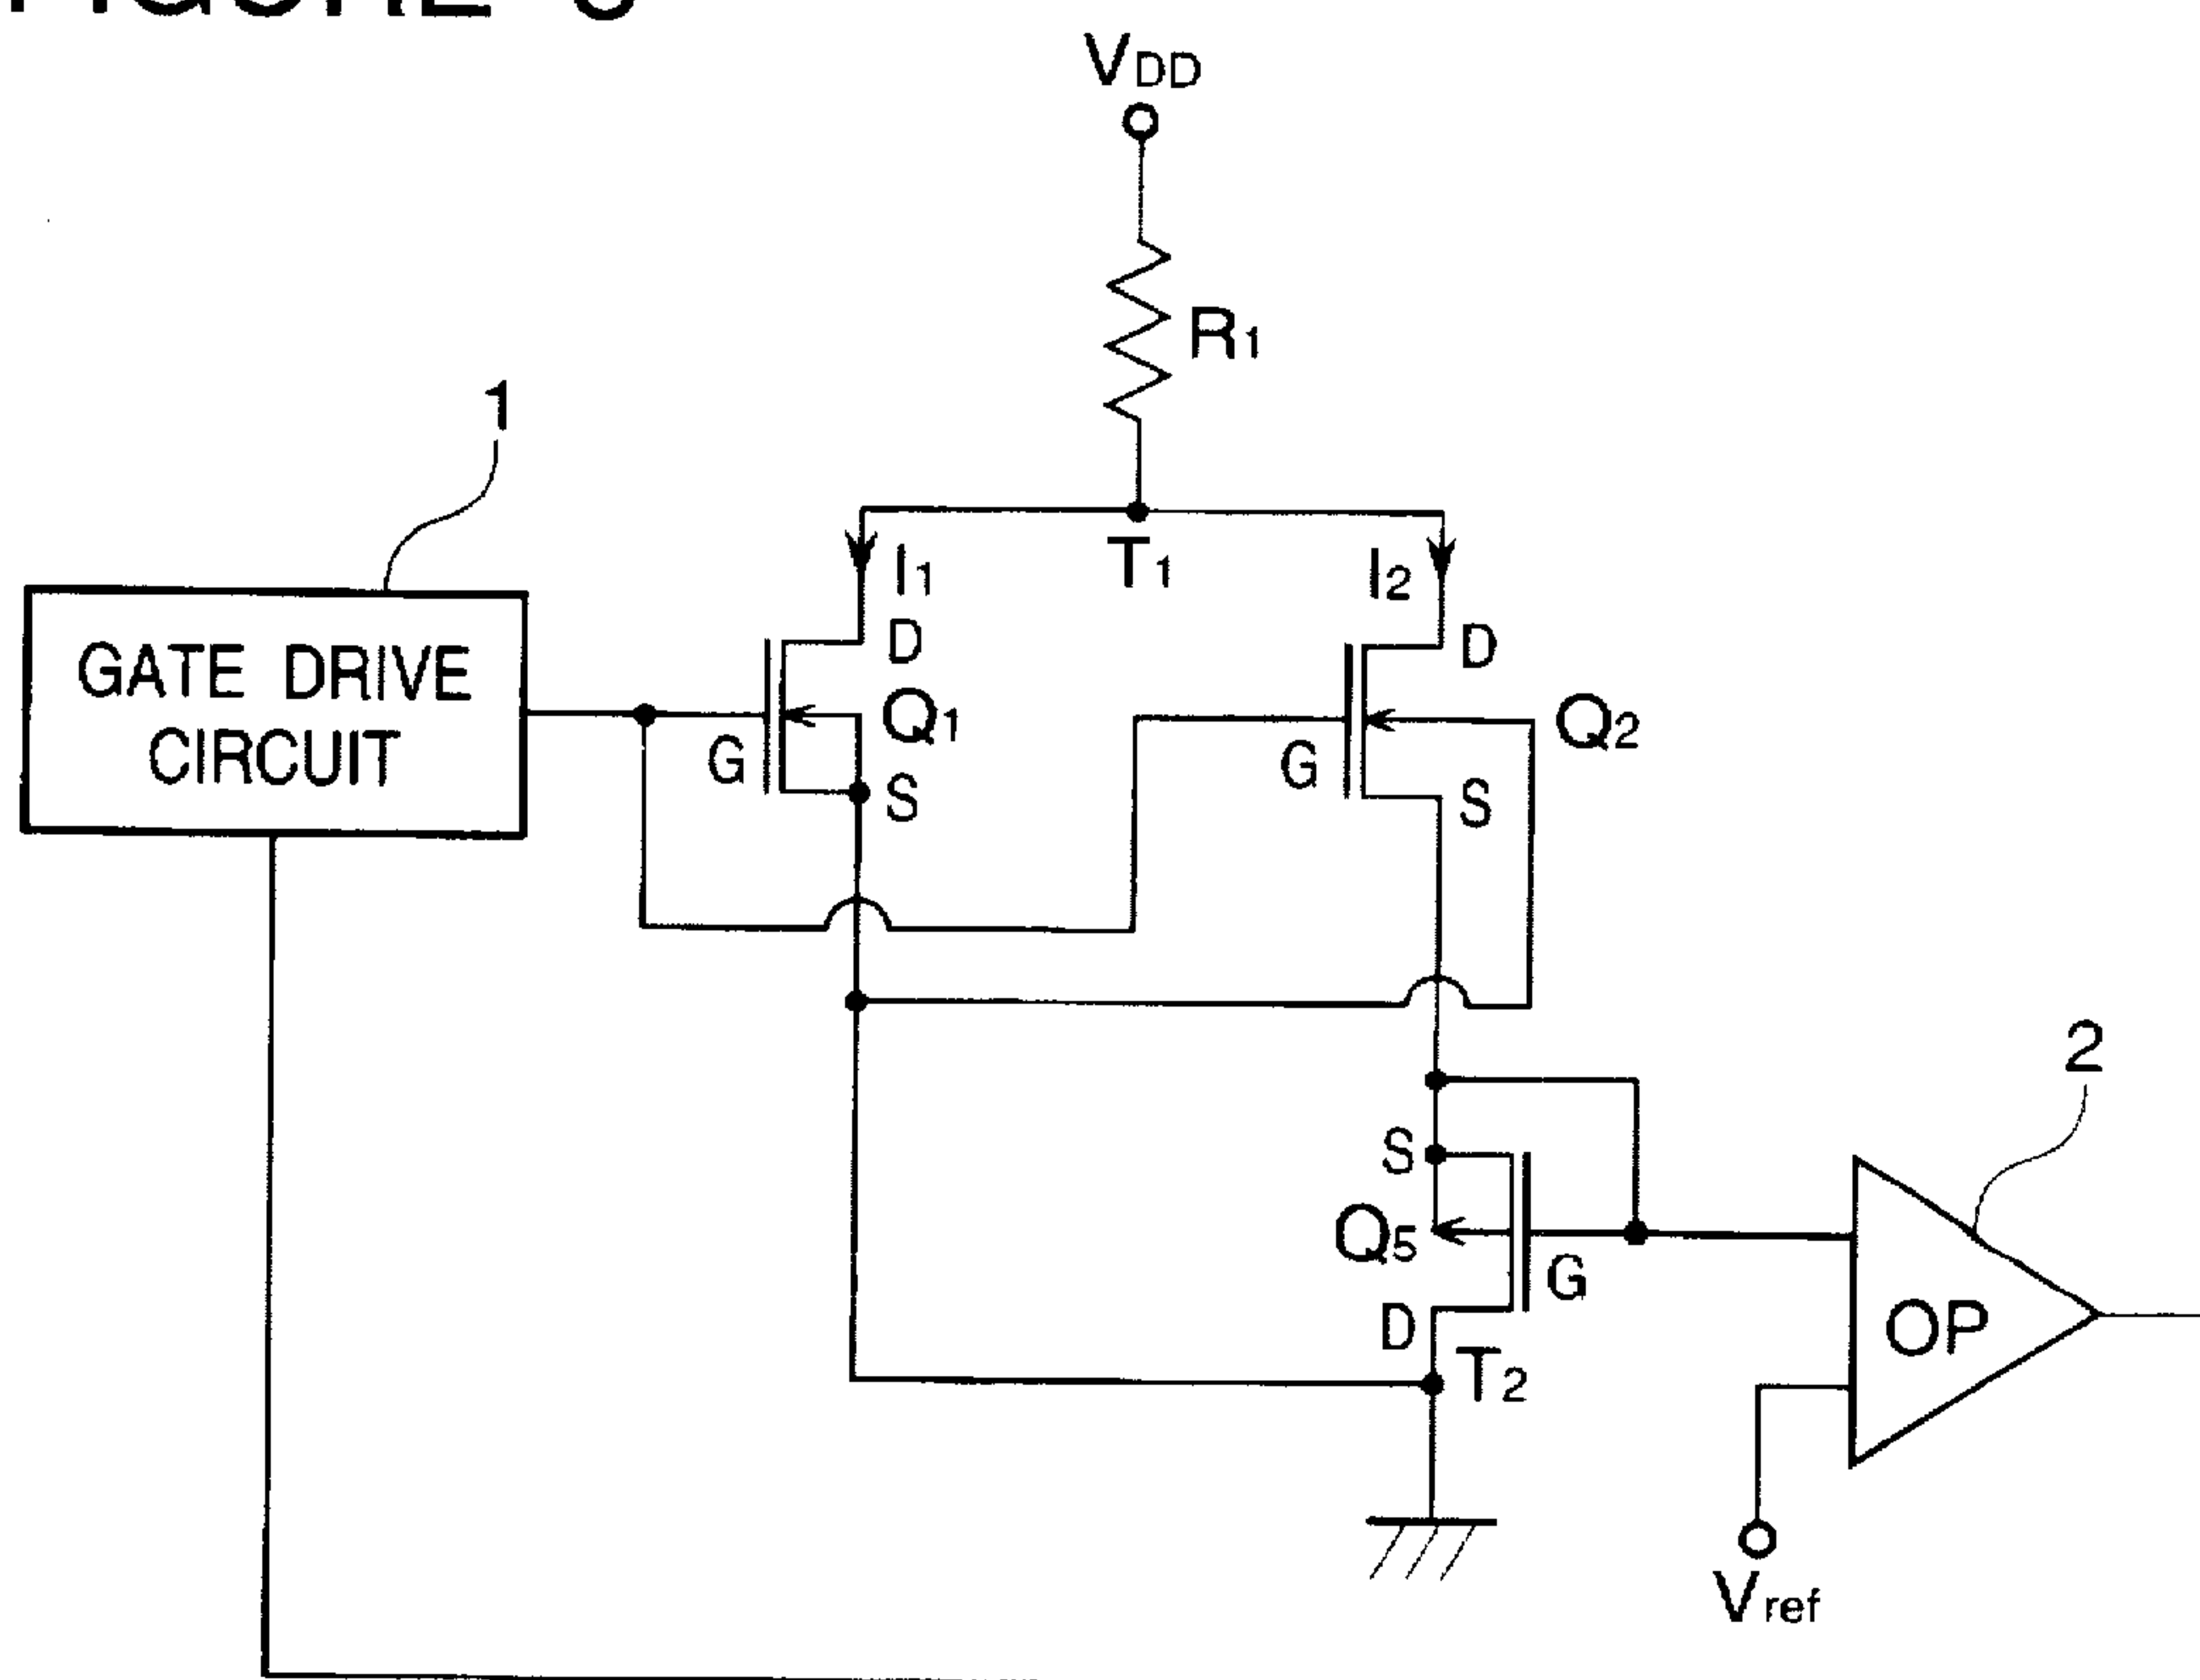 VDD
R1
1
T1
I1
I2
D
D
GATE DRIVE
CIRCUIT
Q1
Q2
G
G
S
S
2
S
Q5
G
D
OP
T2
Vref